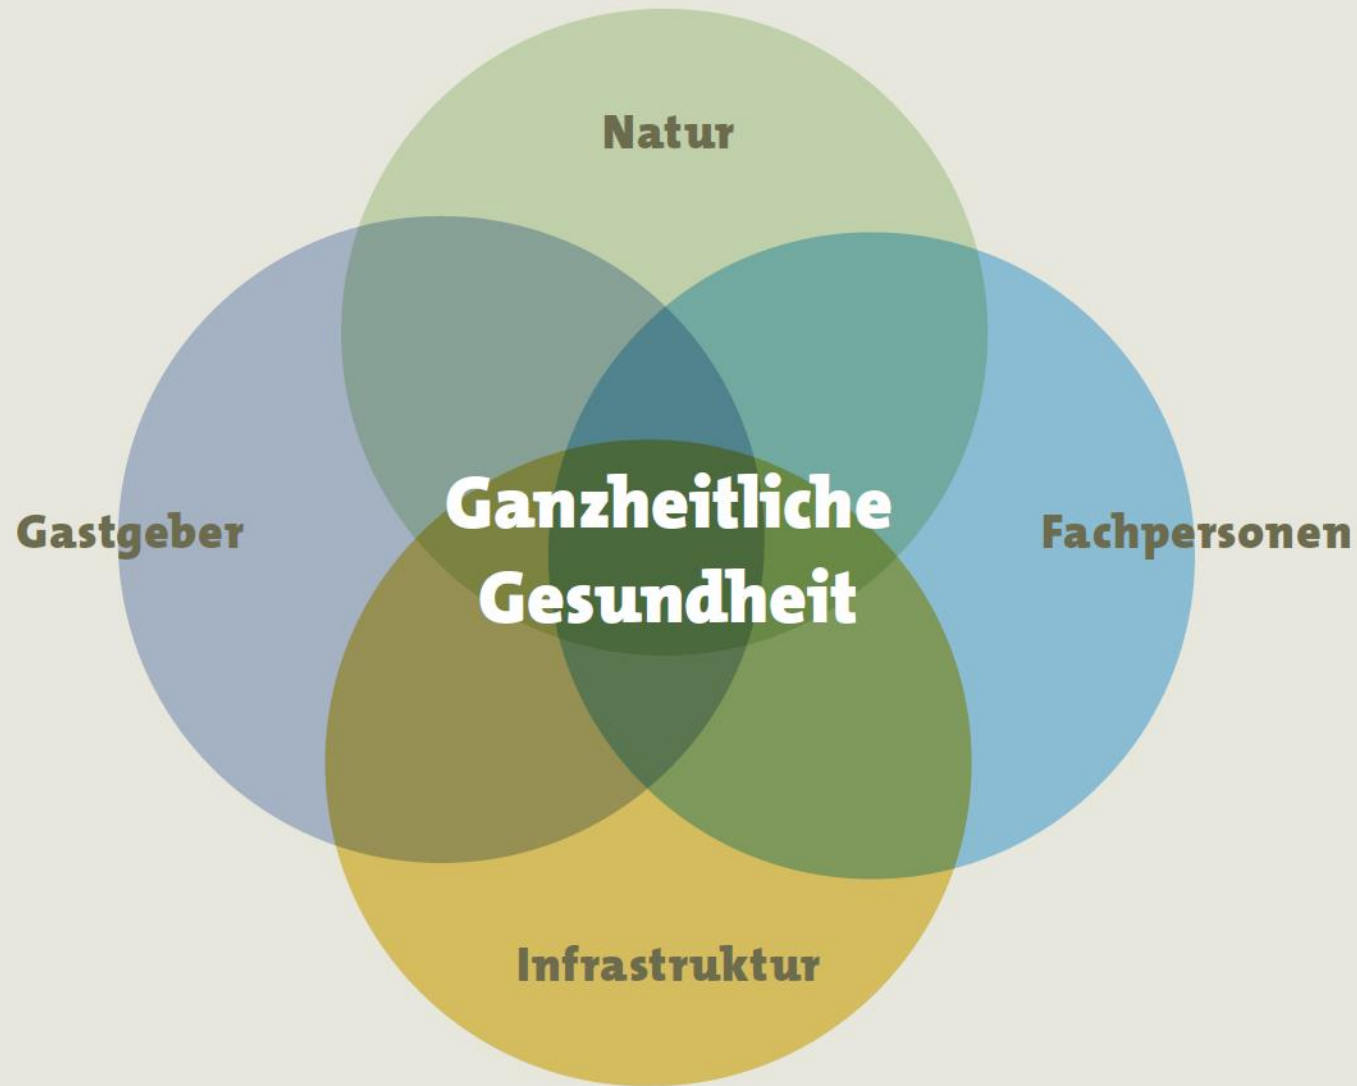 Natur
Gastgeber
Ganzheitliche
Gesundheit
Fachpersonen
Infrastruktur